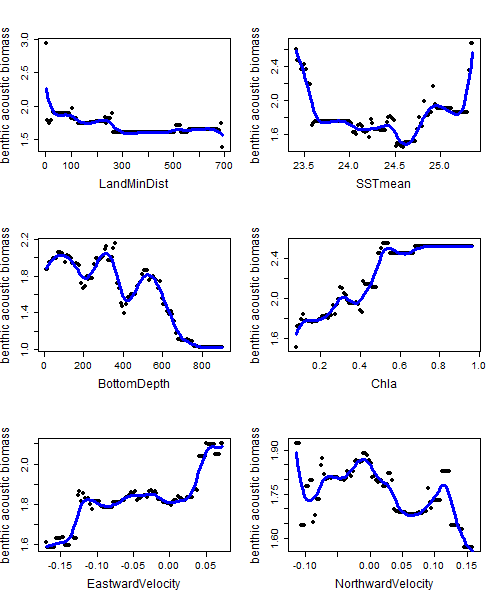 benthic acoustic biomass
1.5 2.0 2.5 3.0
0 100 300 500 700
LandMinDist
benthic acoustic biomass
1.6 2.0 2.4
23.5 24.0 24.5 25.0
SSTmean
benthic acoustic biomass
1.0 1.4 1.8 2.2
0 200 400 600 800
BottomDepth
benthic acoustic biomass
1.6 2.0 2.4
0.2 0.4 0.6 0.8 1.0
Chla
benthic acoustic biomass
1.6 1.8 2.0
-0.15 -0.10 -0.05 0.00 0.05
EastwardVelocity
benthic acoustic biomass
1.60 1.75 1.90
-0.10 0.00 0.05 0.10 0.15
NorthwardVelocity